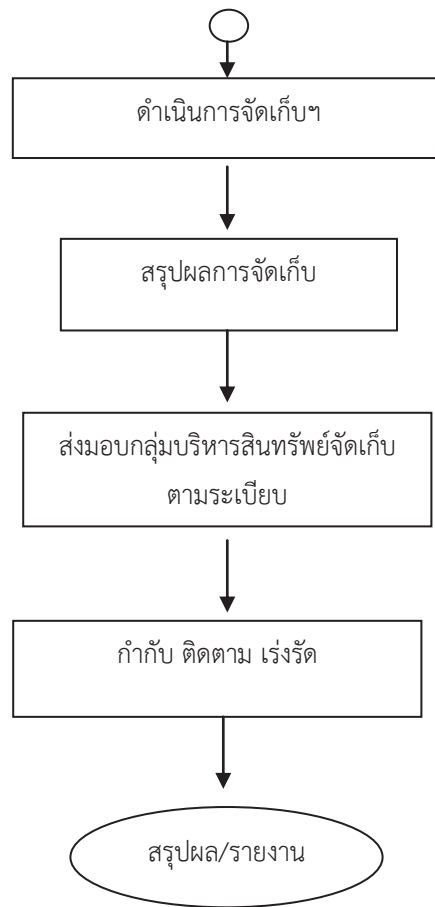 ดำเนินการจัดเก็บฯ
สรุปผลการจัดเก็บ
ส่งมอบกลุ่มบริหารสินทรัพย์จัดเก็บ
ตามระเบียบ
กำกับ ติดตาม เร่งรัด
สรุปผล/รายงาน